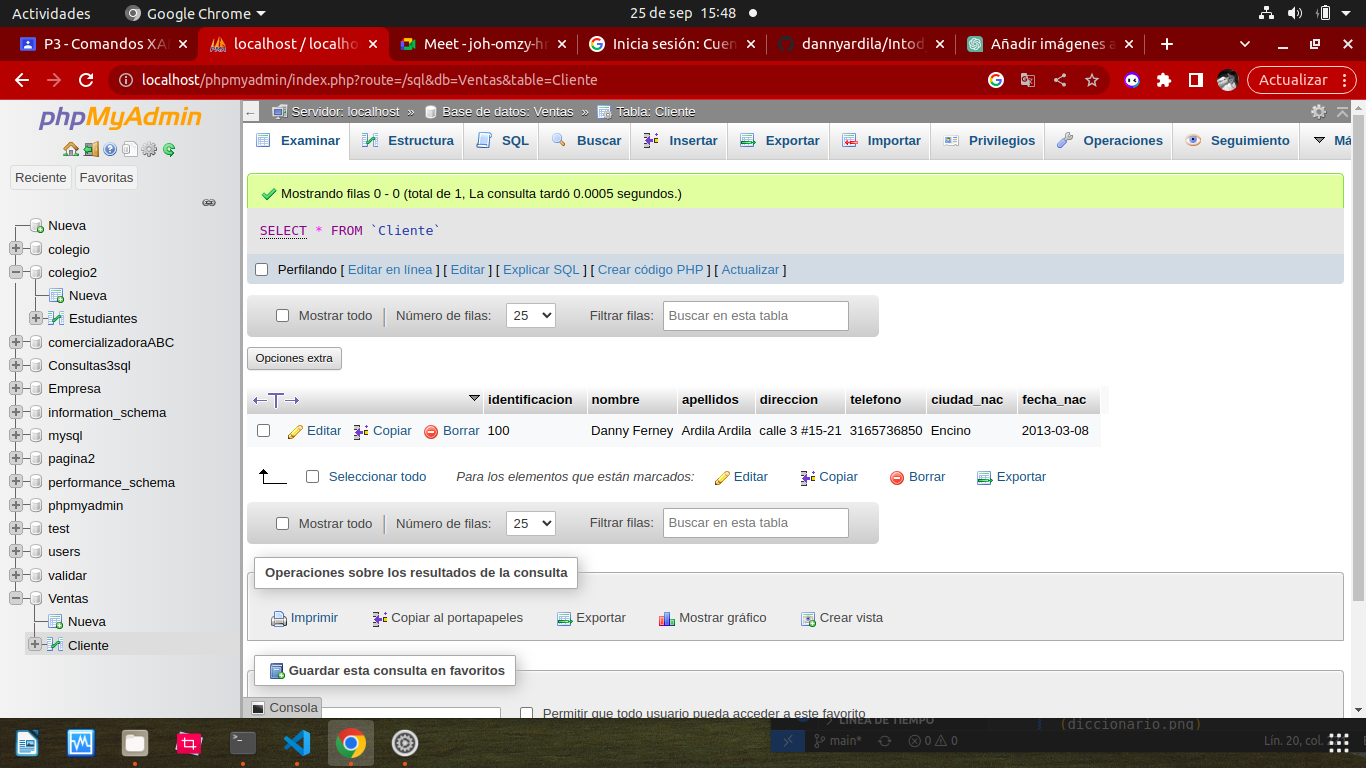 Actividades Google Chrome 25 de sep 15:48
P3 - Comandos XA localhost / localho Meet - joh-omzy-h Inicia sesión: Cuen dannyardila/Intod Añadir imágenes a
localhost/phpmyadmin/index.php?route=/sql&db=Ventas&table=Cliente Actualizar
phpMyAdmin
Reciente Favoritas
Nueva
colegio
colegio2
Nueva
Estudiantes
comercializadoraABC
Consultas3sql
Empresa
information_schema
mysql
pagina2
performance_schema
phpmyadmin
test
users
validar
Ventas
Nueva
Cliente
Servidor: localhost » Base de datos: Ventas » Tabla: Cliente
Examinar Estructura SQL Buscar Insertar Exportar Importar Privilegios Operaciones Seguimiento Má
Mostrando filas 0 - 0 (total de 1, La consulta tardó 0.0005 segundos.)
SELECT * FROM `Cliente`
Perfilando [ Editar en línea ] [ Editar ] [ Explicar SQL ] [ Crear código PHP ] [ Actualizar ]
Mostrar todo | Número de filas: 25 Filtrar filas: Buscar en esta tabla
Opciones extra
←T→ identificacion nombre apellidos direccion telefono ciudad_nac fecha_nac
Editar Copiar Borrar 100 Danny Ferney Ardila Ardila calle 3 #15-21 3165736850 Encino 2013-03-08
Seleccionar todo Para los elementos que están marcados: Editar Copiar Borrar Exportar
Mostrar todo | Número de filas: 25 Filtrar filas: Buscar en esta tabla
Operaciones sobre los resultados de la consulta
Imprimir Copiar al portapapeles Exportar Mostrar gráfico Crear vista
Guardar esta consulta en favoritos
Consola
Permitir que todo usuario pueda acceder a este favorito
LÍNEA DE TIEMPO (diccionario.png)
main* 0 0 Lín. 20, col.